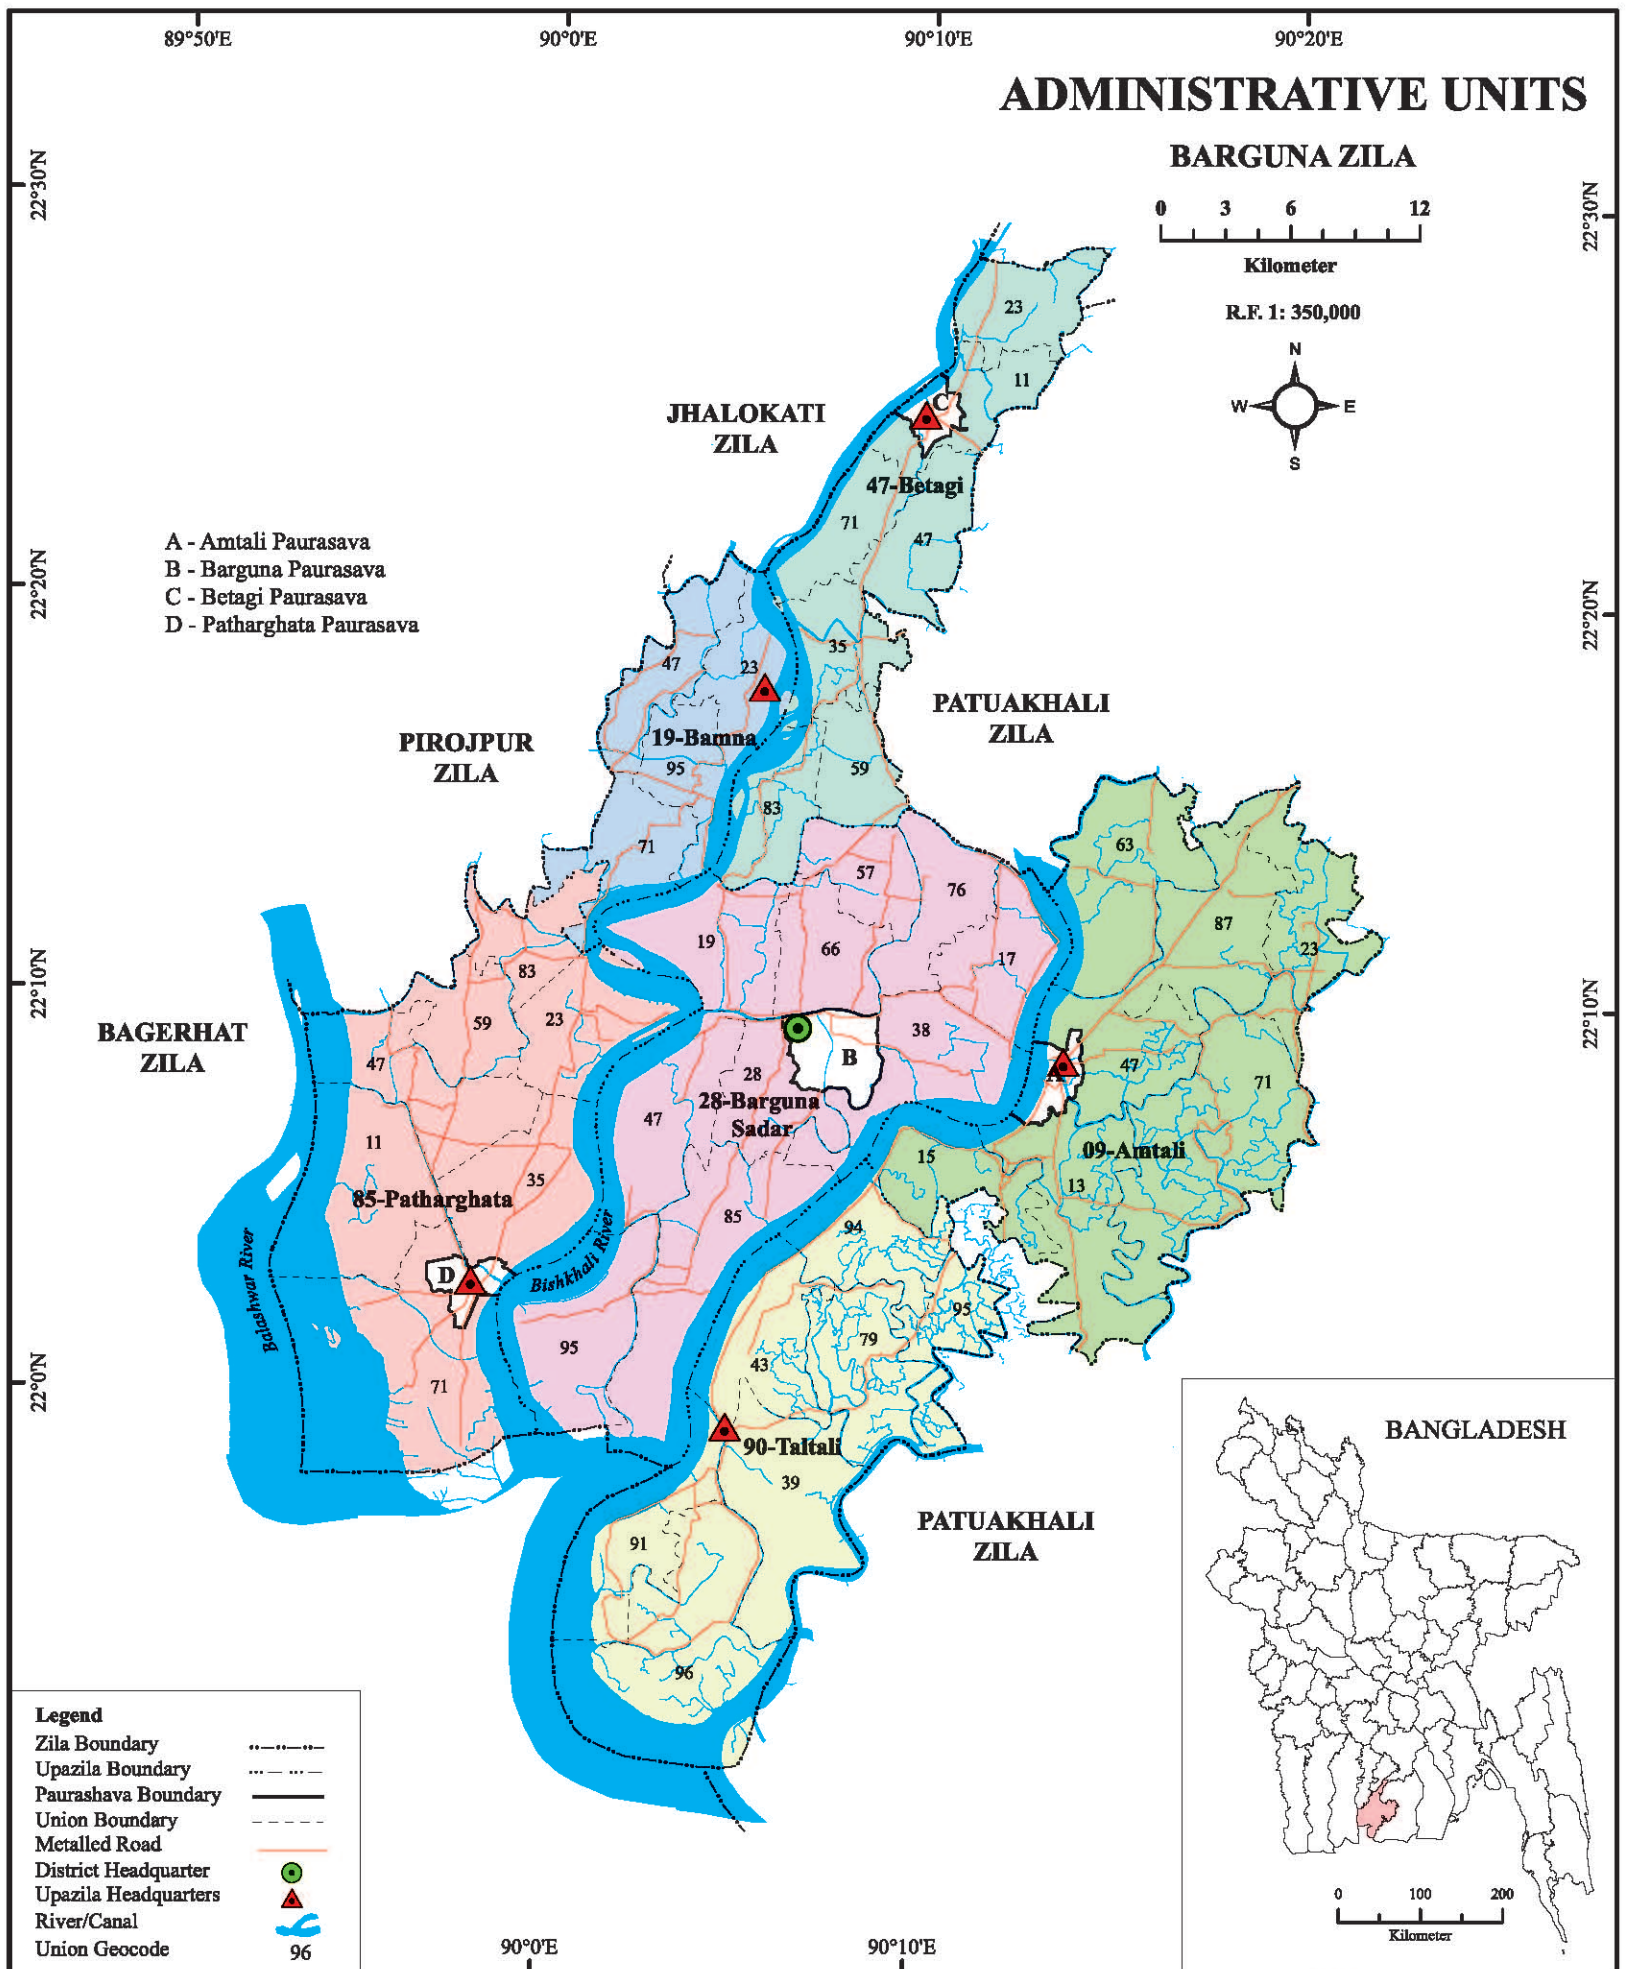 89°50'E
90°0'E
90°10'E
90°20'E
ADMINISTRATIVE UNITS
BARGUNA ZILA
22°30'N
22°30'N
0 3 6 12
Kilometer
R.F. 1: 350,000
N
W E
S
23
11
C
JHALOKATI
ZILA
47-Betagi
71
47
A - Amtali Paurasava
B - Barguna Paurasava
C - Betagi Paurasava
D - Patharghata Paurasava
22°20'N
22°20'N
35
47
23
PATUAKHALI
ZILA
PIROJPUR
ZILA
19-Bamna
95
59
83
71
63
57
76
87
19
66
17
23
83
22°10'N
22°10'N
BAGERHAT
ZILA
59
23
38
B
47
28
A
47
71
28-Barguna
Sadar
47
11
09-Amtali
15
35
13
85-Patharghata
85
94
Balashwar River
Bishkhali River
D
95
79
95
43
22°0'N
71
90-Taltali
39
BANGLADESH
PATUAKHALI
ZILA
91
96
Legend
Zila Boundary
Upazila Boundary
Paurashava Boundary
Union Boundary
Metalled Road
District Headquarter
Upazila Headquarters
River/Canal
Union Geocode 96
0 100 200
Kilometer
90°0'E
90°10'E